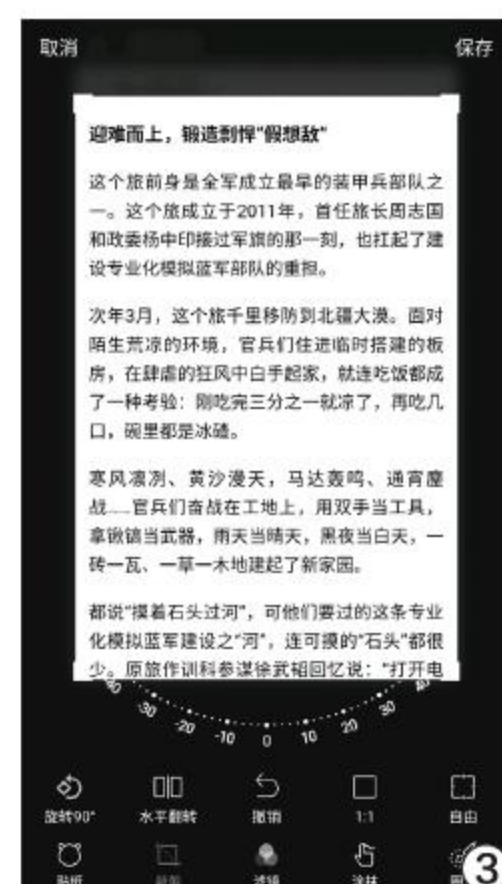 取消 保存
迎难而上，锻造剽悍“假想敌”
这个旅前身是全军成立最早的装甲兵部队之
一。这个旅成立于2011年，首任旅长周志国
和政委杨中印接过军旗的那一刻，也扛起了建
设专业化模拟蓝军部队的重担。
次年3月，这个旅千里移防到北疆大漠。面对
陌生荒凉的环境，官兵们住进临时搭建的板
房，在肆虐的狂风中白手起家，就连吃饭都成
了一种考验：刚吃完三分之一就凉了，再吃几
口，碗里都是冰碴。
寒风凛冽、黄沙漫天，马达轰鸣、通宵鏖
战……官兵们奋战在工地上，用双手当工具，
拿锹镐当武器，雨天当晴天，黑夜当白天，一
砖一瓦、一草一木地建起了新家园。
都说“摸着石头过河”，可他们要过的这条专业
化模拟蓝军建设之“河”，连可摸的“石头”都很
少。原旅作训科参谋徐武韬回忆说：“打开电
-30 -20 -10 0 10 20 30 40
旋转90° 水平翻转 撤销 1:1 自由
贴纸 裁剪 滤镜 涂抹
3